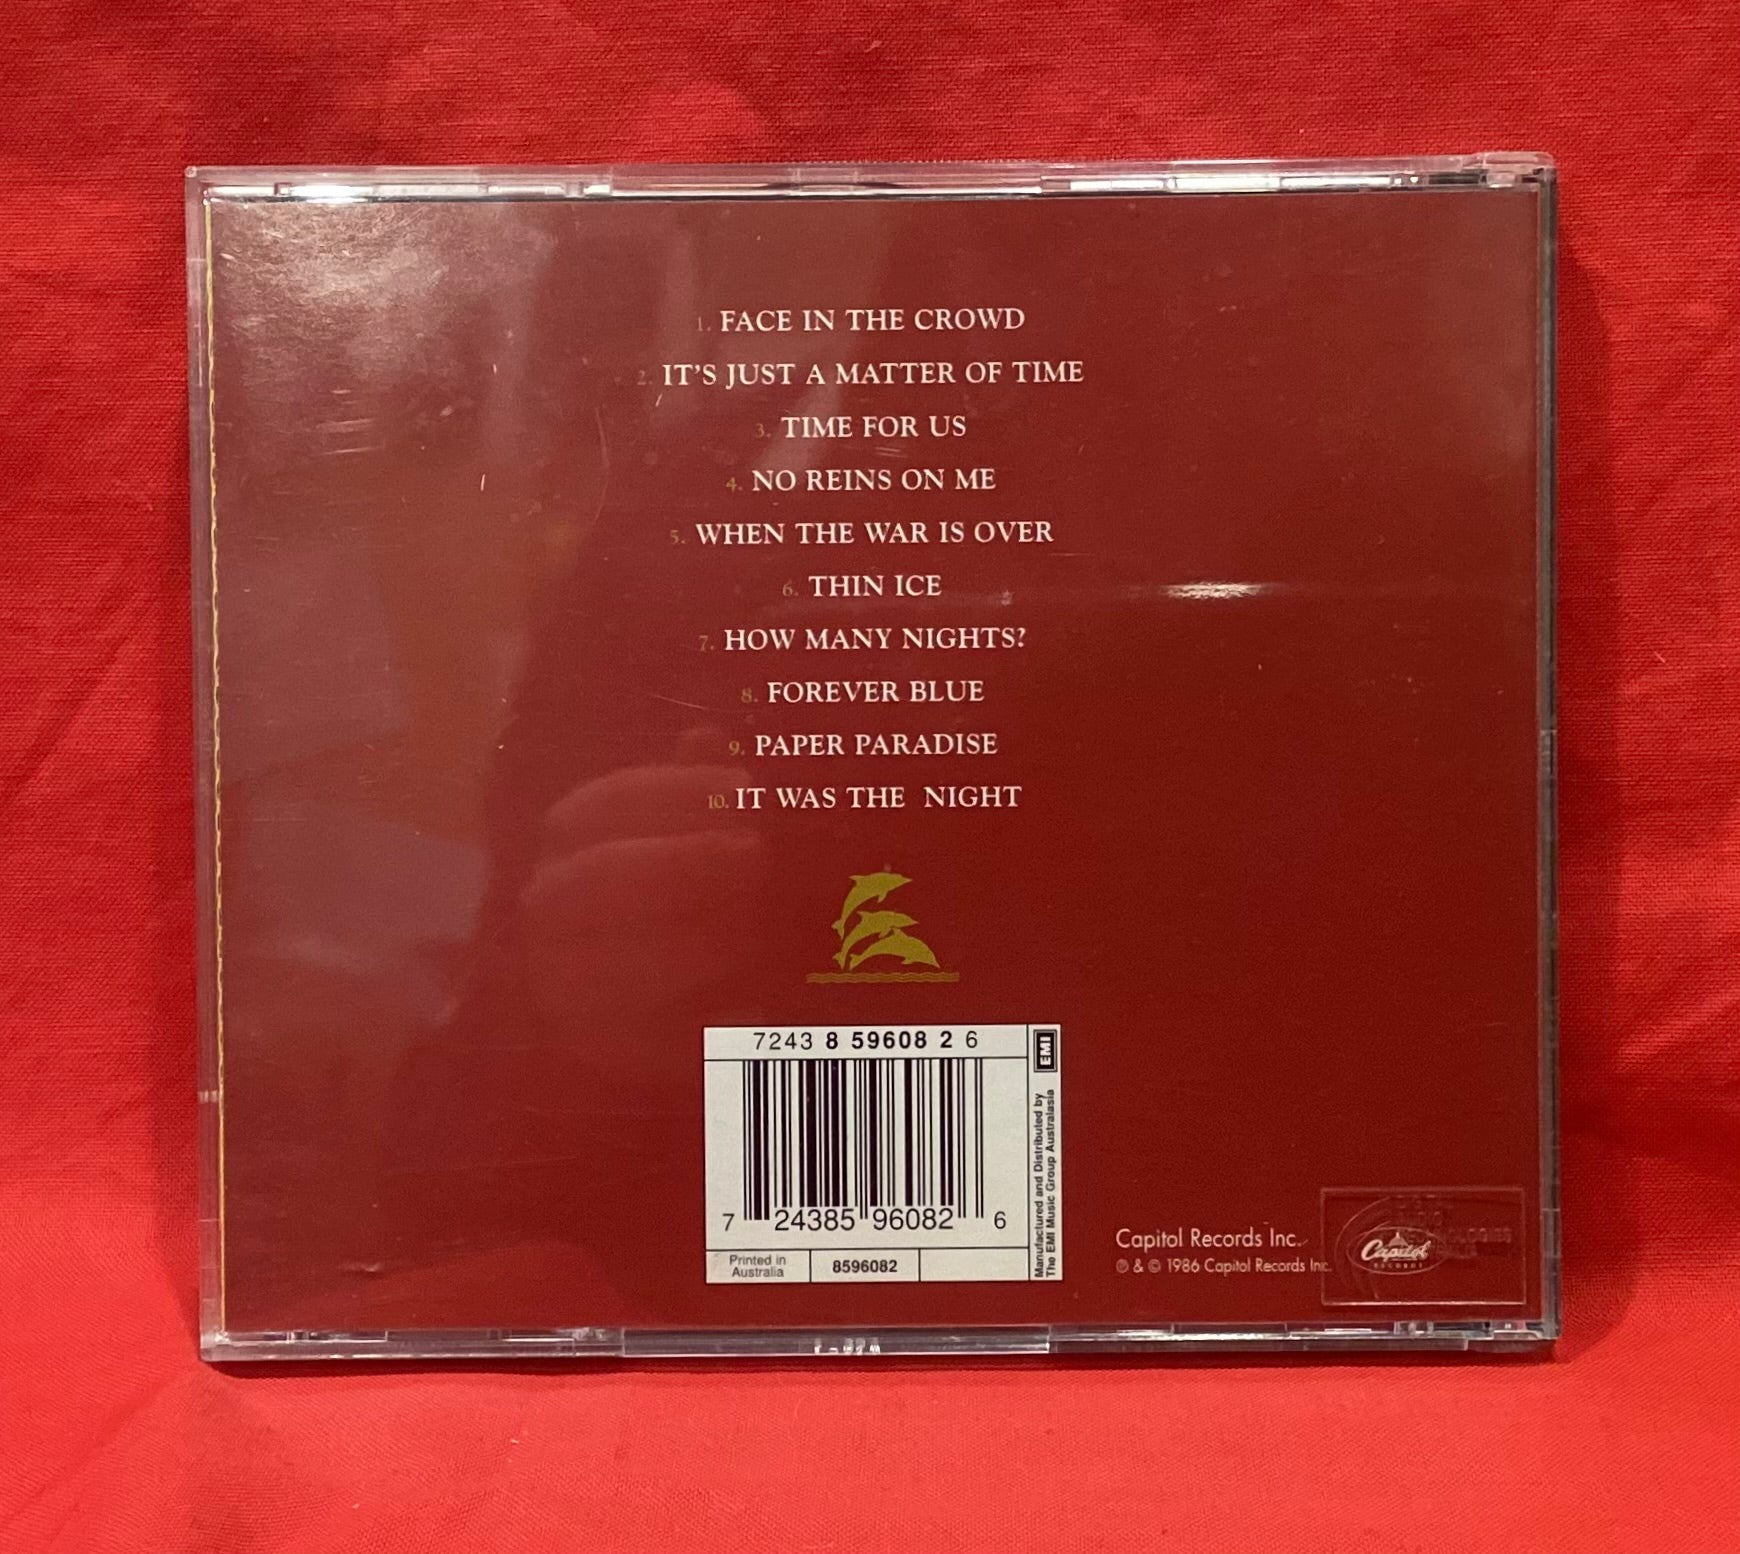 1. FACE IN THE CROWD
2. IT'S JUST A MATTER OF TIME
3. TIME FOR US
4. NO REINS ON ME
5. WHEN THE WAR IS OVER
6. THIN ICE
7. HOW MANY NIGHTS?
8. FOREVER BLUE
9. PAPER PARADISE
10. IT WAS THE NIGHT
7243 8 59608 2 6
EMI
Manufactured and Distributed by
The EMI Music Group Australasia
7 24385 96082 6
Printed in
Australia
8596082
Capitol Records Inc.
℗ & © 1986 Capitol Records Inc.
Capitol
RECORDS